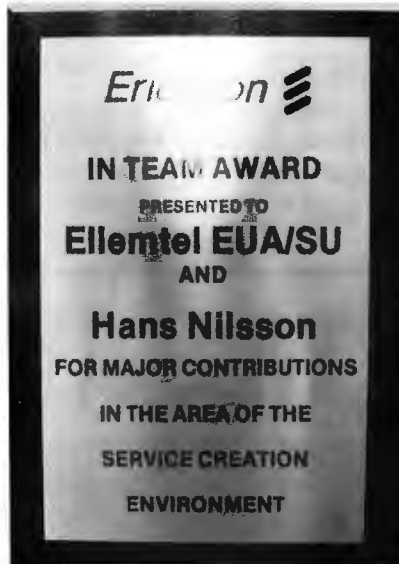 Ericsson
IN TEAM AWARD
PRESENTED TO
Ellemtel EUA/SU
AND
Hans Nilsson
FOR MAJOR CONTRIBUTIONS
IN THE AREA OF THE
SERVICE CREATION
ENVIRONMENT